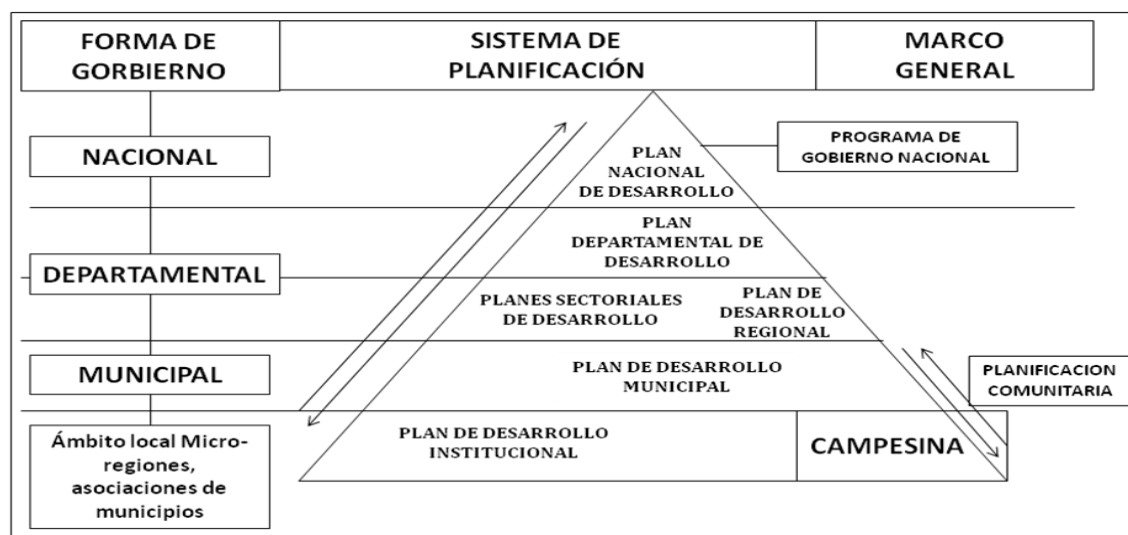 FORMA DE
GORBIERNO
SISTEMA DE
PLANIFICACIÓN
MARCO
GENERAL
NACIONAL
PLAN
NACIONAL
DE DESARROLLO
PROGRAMA DE
GOBIERNO NACIONAL
DEPARTAMENTAL
PLAN
DEPARTAMENTAL DE
DESARROLLO
PLANES SECTORIALES
DE DESARROLLO
PLAN DE
DESARROLLO
REGIONAL
MUNICIPAL
PLAN DE DESARROLLO
MUNICIPAL
PLANIFICACION
COMUNITARIA
Ámbito local Micro-
regiones,
asociaciones de
municipios
PLAN DE DESARROLLO
INSTITUCIONAL
CAMPESINA